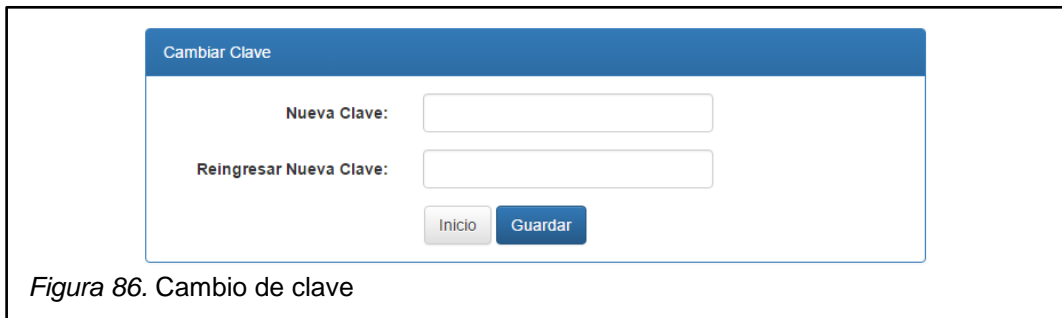 Cambiar Clave
Nueva Clave:
Reingresar Nueva Clave:
Inicio Guardar
Figura 86. Cambio de clave